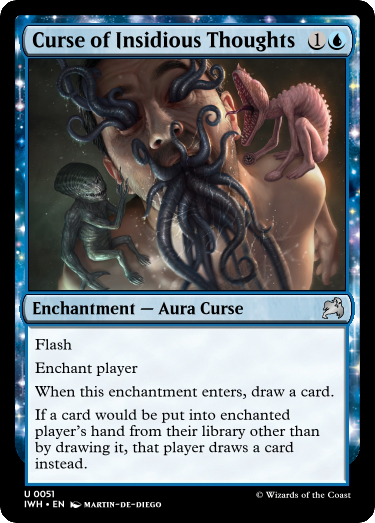 Curse of Insidious Thoughts 1
Enchantment — Aura Curse
Flash
Enchant player
When this enchantment enters, draw a card.
If a card would be put into enchanted
player's hand from their library other than
by drawing it, that player draws a card
instead.
U 0051
IWH • EN MARTIN-DE-DIEGO
© Wizards of the Coast